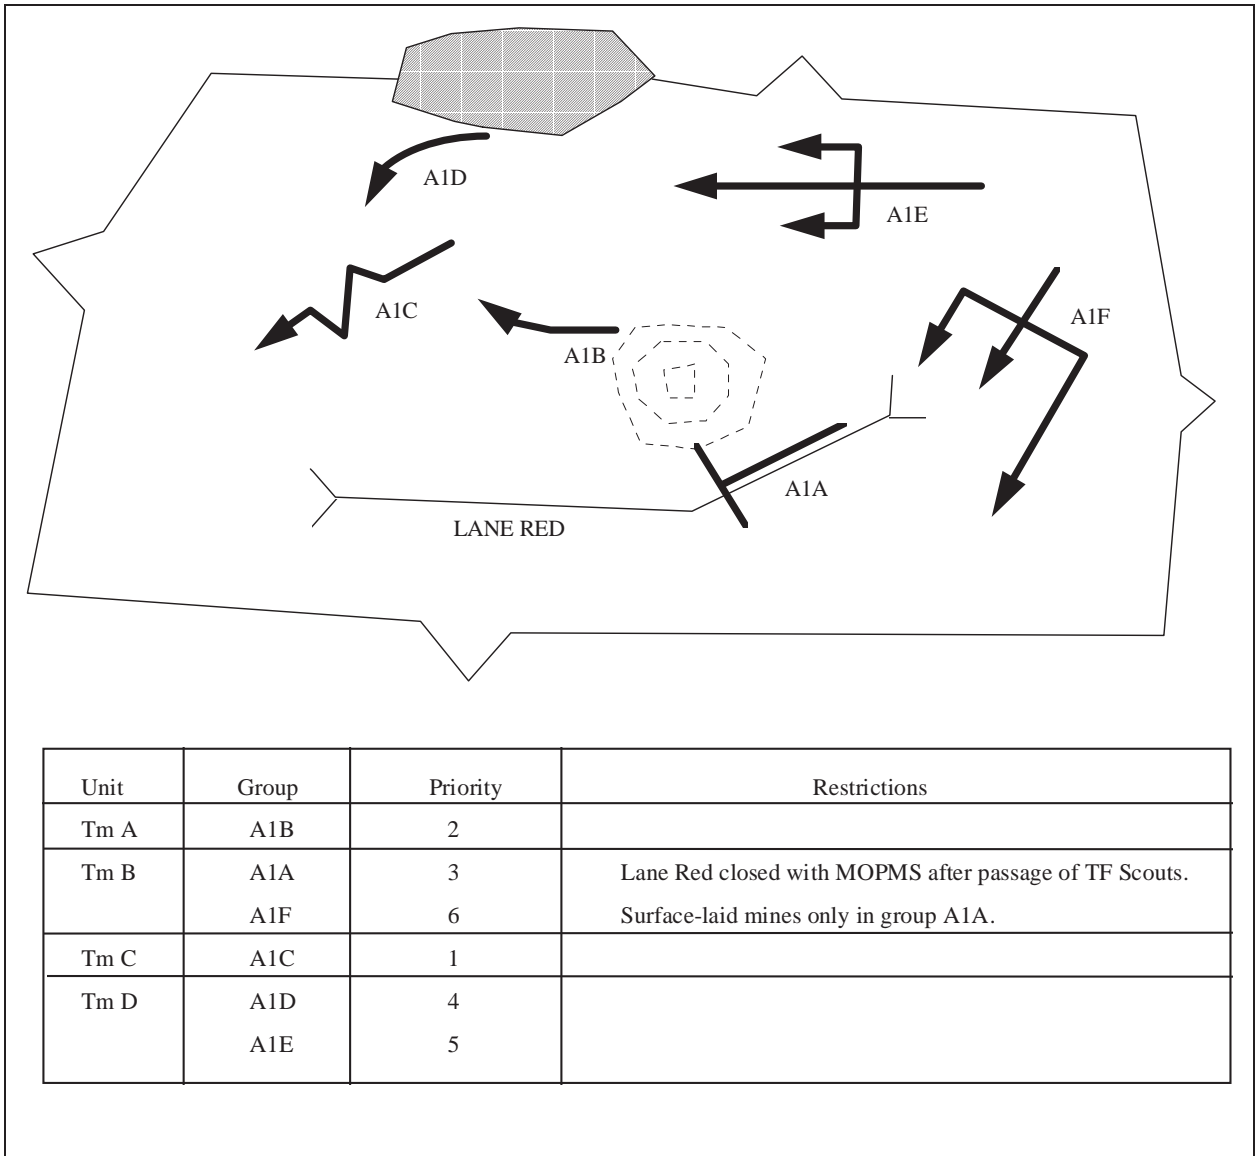 A1D
A1E
A1C
A1F
A1B
A1A
LANE RED
Unit Group Priority Restrictions
Tm A A1B 2
Tm B A1A 3 Lane Red closed with MOPMS after passage of TF Scouts.
A1F 6 Surface-laid mines only in group A1A.
Tm C A1C 1
Tm D A1D 4
A1E 5